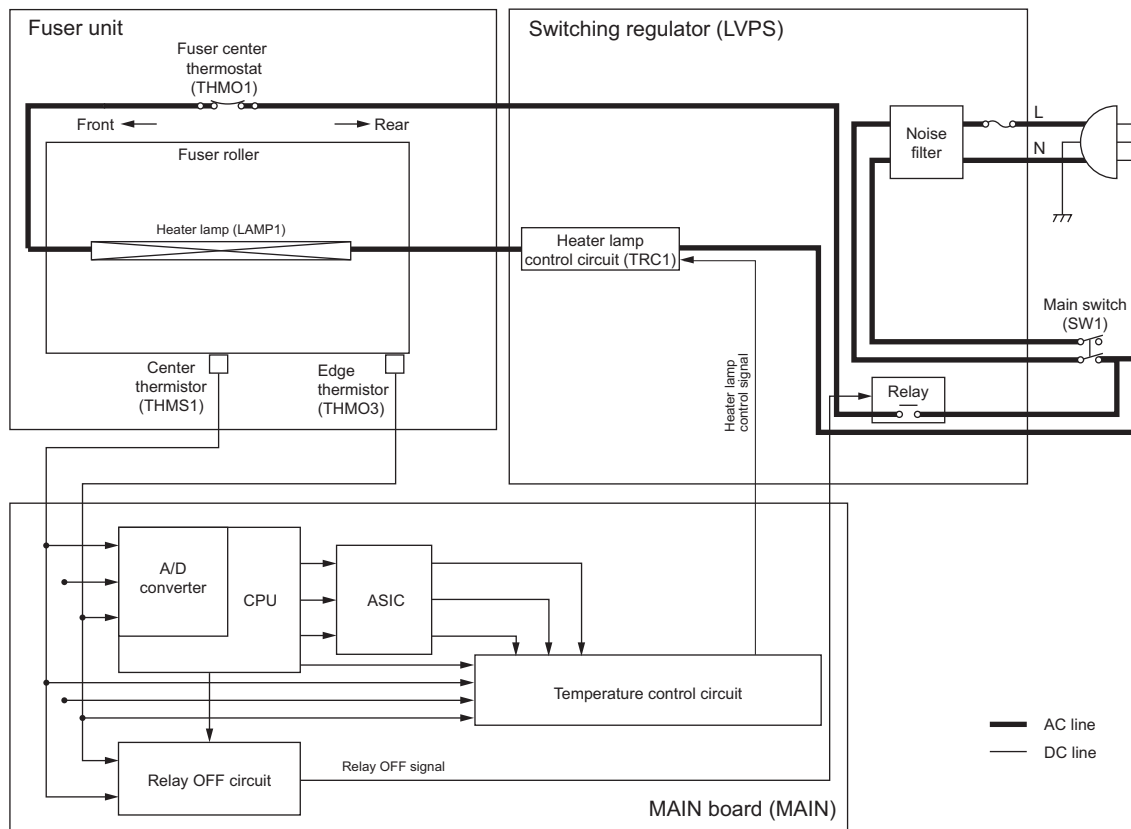 Fuser unit
Switching regulator (LVPS)
Fuser center
thermostat
(THMO1)
Front
Rear
Fuser roller
Heater lamp (LAMP1)
Heater lamp
control circuit (TRC1)
Noise
filter
L
N
Main switch
(SW1)
Center
thermistor
(THMS1)
Edge
thermistor
(THMO3)
Heater lamp
control signal
Relay
A/D
converter
CPU
ASIC
Temperature control circuit
Relay OFF circuit
Relay OFF signal
MAIN board (MAIN)
AC line
DC line